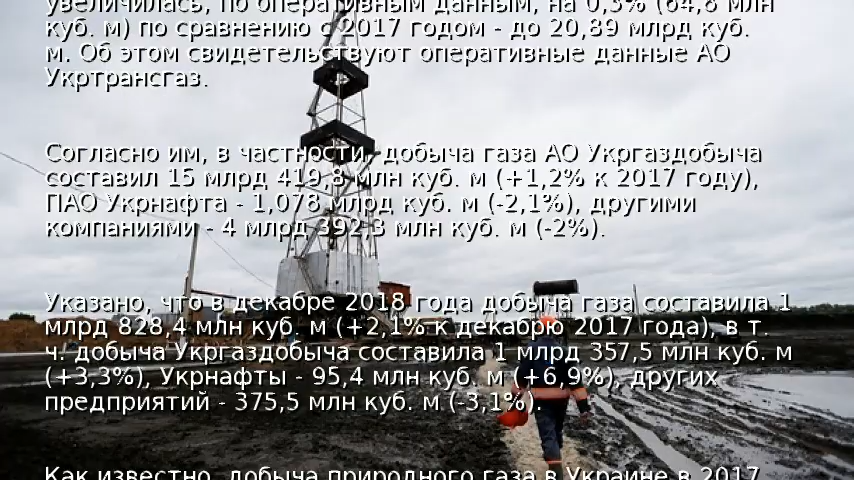 увеличилась, по оперативным данным, на 0,3% (64,8 млн
куб. м) по сравнению с 2017 годом - до 20,89 млрд куб.
м. Об этом свидетельствуют оперативные данные АО
Укртрансгаз.
Согласно им, в частности, добыча газа АО Укргаздобыча
составил 15 млрд 419,8 млн куб. м (+1,2% к 2017 году),
ПАО Укрнафта - 1,078 млрд куб. м (-2,1%), другими
компаниями - 4 млрд 392,3 млн куб. м (-2%).
Указано, что в декабре 2018 года добыча газа составила 1
млрд 828,4 млн куб. м (+2,1% к декабрю 2017 года), в т.
ч. добыча Укргаздобыча составила 1 млрд 357,5 млн куб. м
(+3,3%), Укрнафты - 95,4 млн куб. м (+6,9%), других
предприятий - 375,5 млн куб. м (-3,1%).
Как известно, добыча природного газа в Украине в 2017